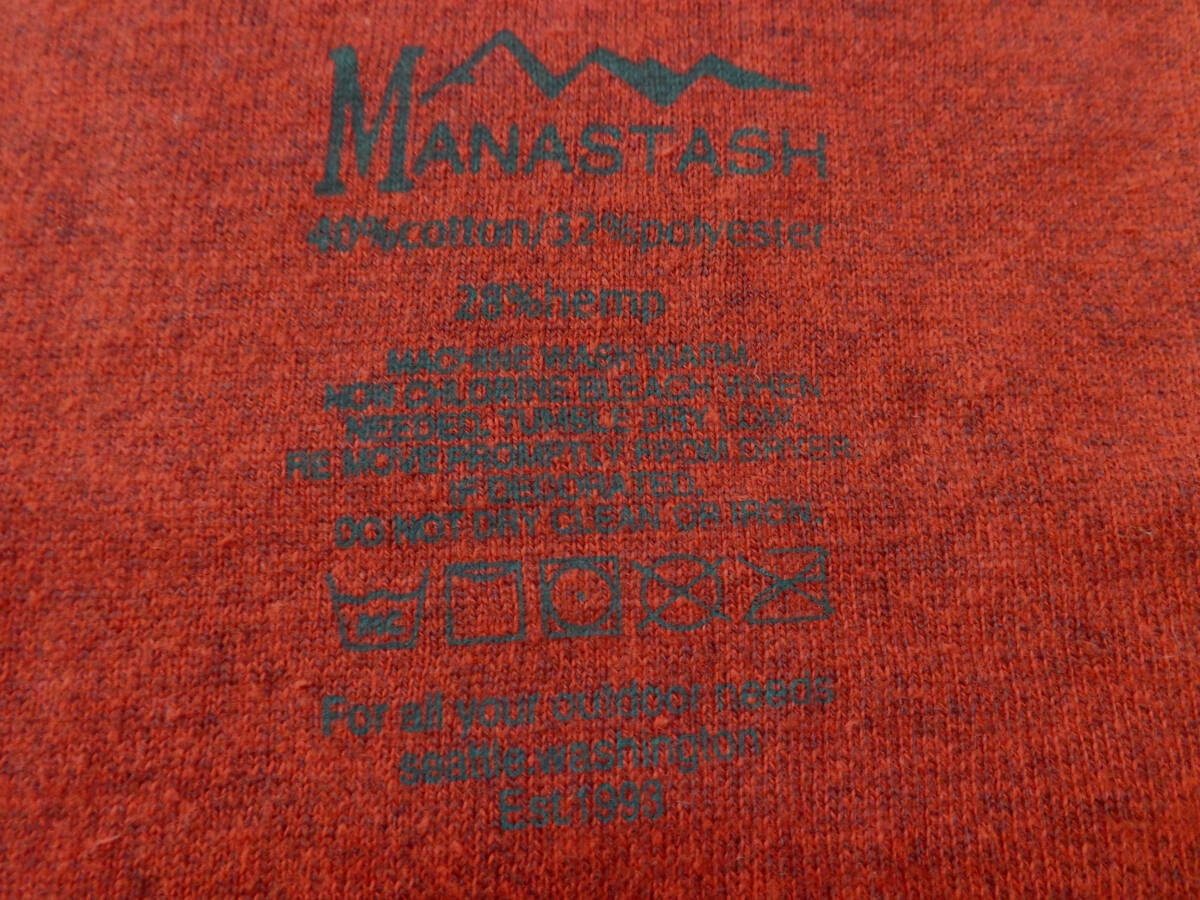 MANASTASH
40%cotton/32%polyester
28%hemp
MACHINE WASH WARM,
NON CHLORINE BLEACH WHEN
NEEDED. TUMBLE DRY LOW.
REMOVE PROMPTLY FROM DRYER.
IF DECORATED,
DO NOT DRY CLEAN OR IRON.
For all your outdoor needs
seattle.washington
Est.1993